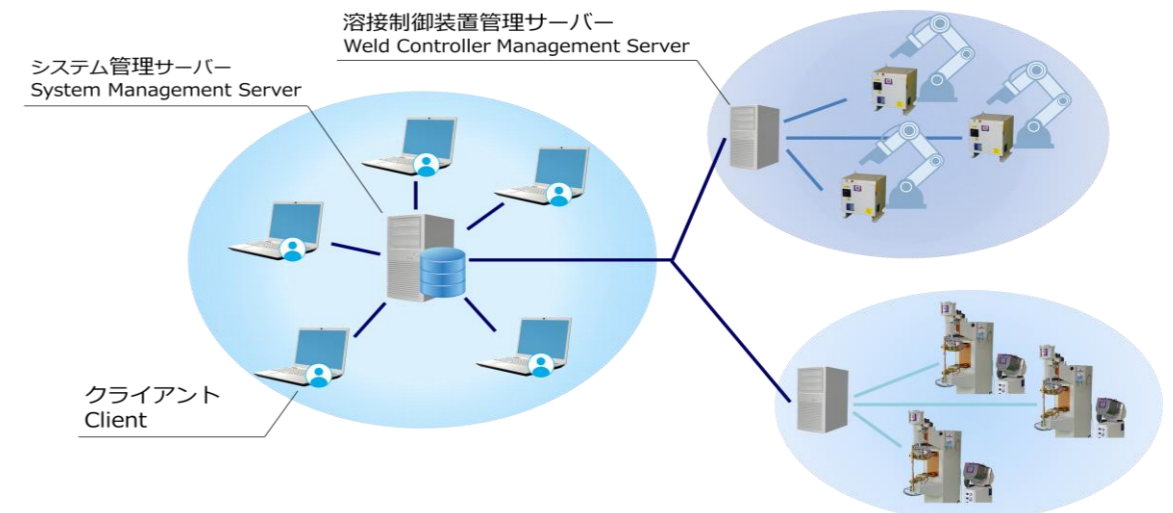 溶接制御装置管理サーバー
Weld Controller Management Server
システム管理サーバー
System Management Server
クライアント
Client